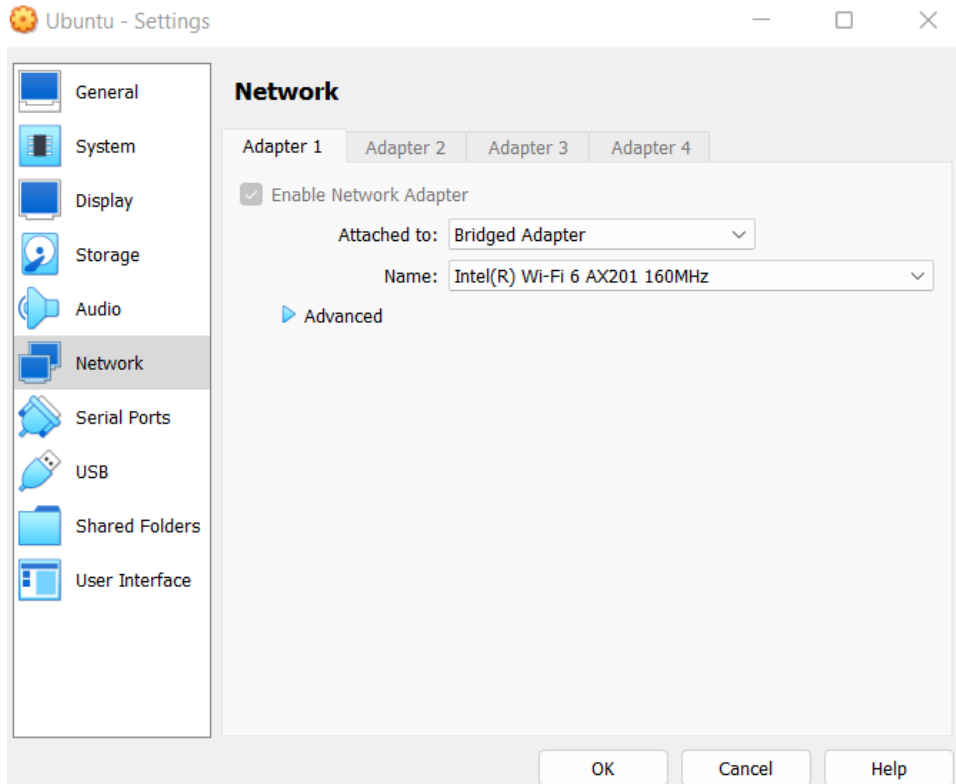 Ubuntu - Settings
General
System
Display
Storage
Audio
Network
Serial Ports
USB
Shared Folders
User Interface
Network
Adapter 1 Adapter 2 Adapter 3 Adapter 4
Enable Network Adapter
Attached to: Bridged Adapter
Name: Intel(R) Wi-Fi 6 AX201 160MHz
Advanced
OK Cancel Help